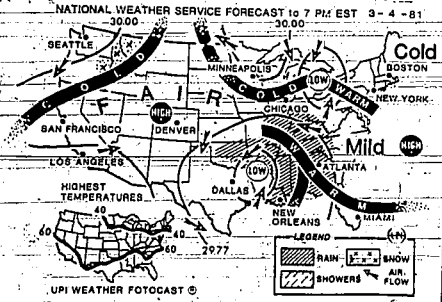 NATIONAL WEATHER SERVICE FORECAST to 7 PM EST 3-4-81
30.00
30.00
SEATTLE
COLD
MINNEAPOLIS
COLD
LOW
WARM
Cold
BOSTON
NEW YORK
FAIR
CHICAGO
SAN FRANCISCO
HIGH
DENVER
Mild
HIGH
LOS ANGELES
WARM
ATLANTA
LOW
DALLAS
NEW
ORLEANS
MIAMI
HIGHEST
TEMPERATURES
40
60
40
60
29.77
LEGEND
RAIN
SNOW
SHOWERS
AIR
FLOW
UPI WEATHER FOTOCAST ®